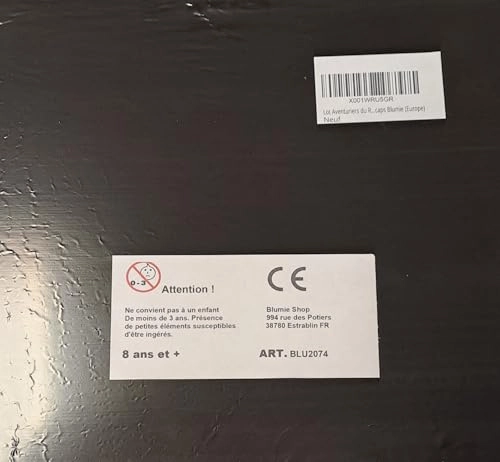 X001WRU5GR
Lot Aventuriers du R...caps Blumie (Europe)
Neuf
0-3
Attention !
Ne convient pas à un enfant
De moins de 3 ans. Présence
de petites éléments susceptibles
d'être ingérés.
8 ans et +
CE
Blumie Shop
994 rue des Potiers
38780 Estrablin FR
ART. BLU2074